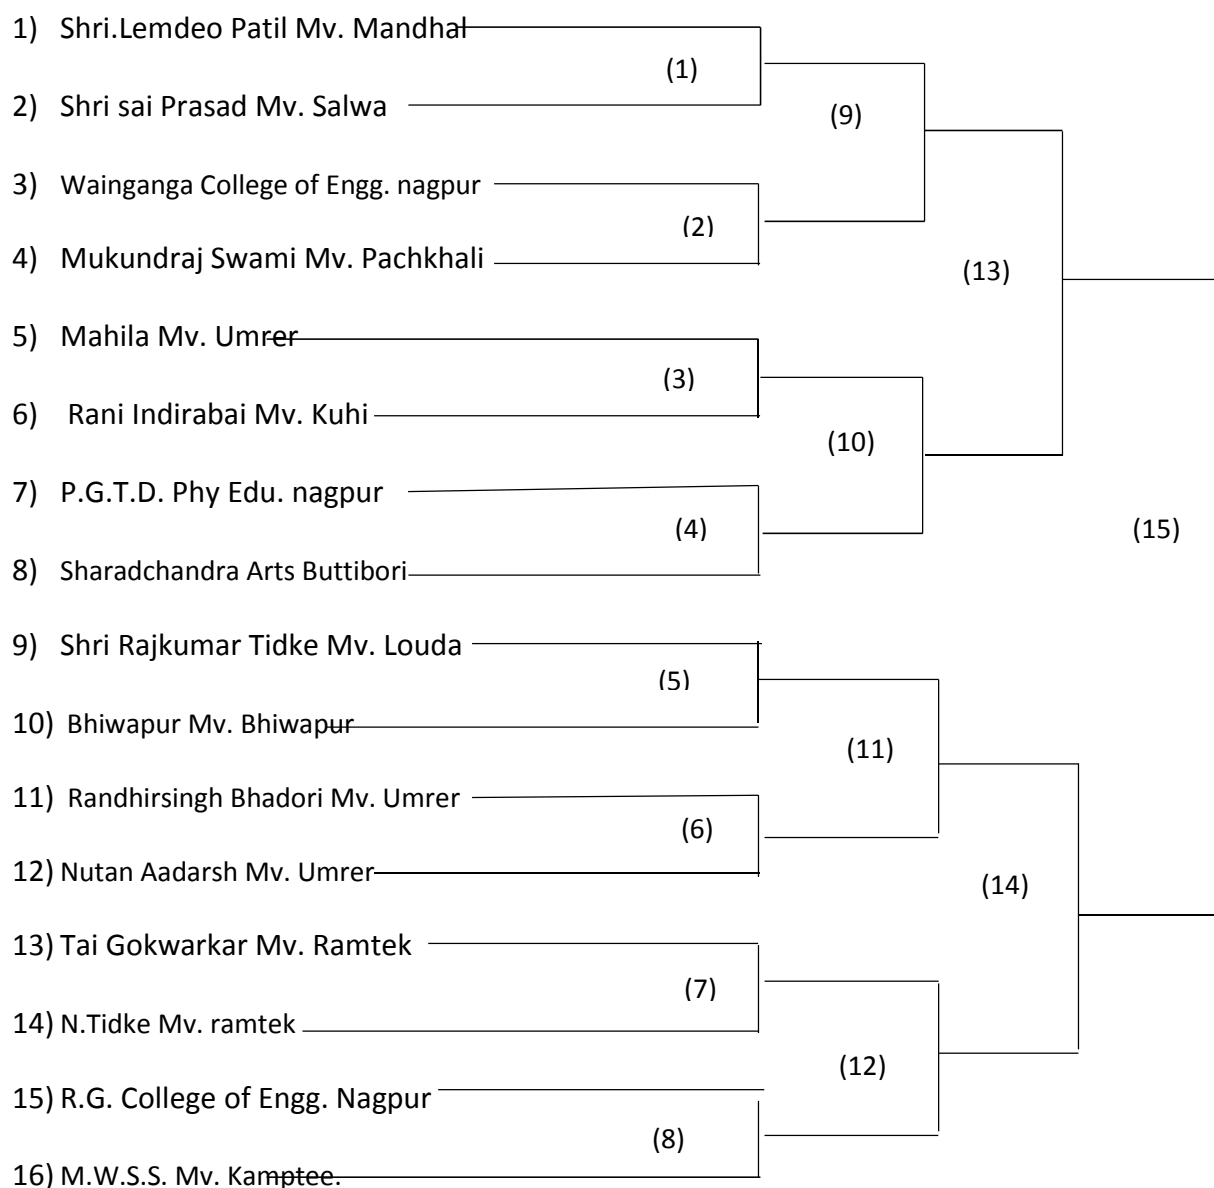 1) Shri.Lemdeo Patil Mv. Mandhal
(1)
2) Shri sai Prasad Mv. Salwa
(9)
3) Wainganga College of Engg. nagpur
(2)
4) Mukundraj Swami Mv. Pachkhali
(13)
5) Mahila Mv. Umrer
(3)
6) Rani Indirabai Mv. Kuhi
(10)
7) P.G.T.D. Phy Edu. nagpur
(4)
(15)
8) Sharadchandra Arts Buttibori
9) Shri Rajkumar Tidke Mv. Louda
(5)
10) Bhiwapur Mv. Bhiwapur
(11)
11) Randhirsingh Bhadori Mv. Umrer
(6)
12) Nutan Aadarsh Mv. Umrer
(14)
13) Tai Gokwarkar Mv. Ramtek
(7)
14) N.Tidke Mv. ramtek
(12)
15) R.G. College of Engg. Nagpur
(8)
16) M.W.S.S. Mv. Kamptee.